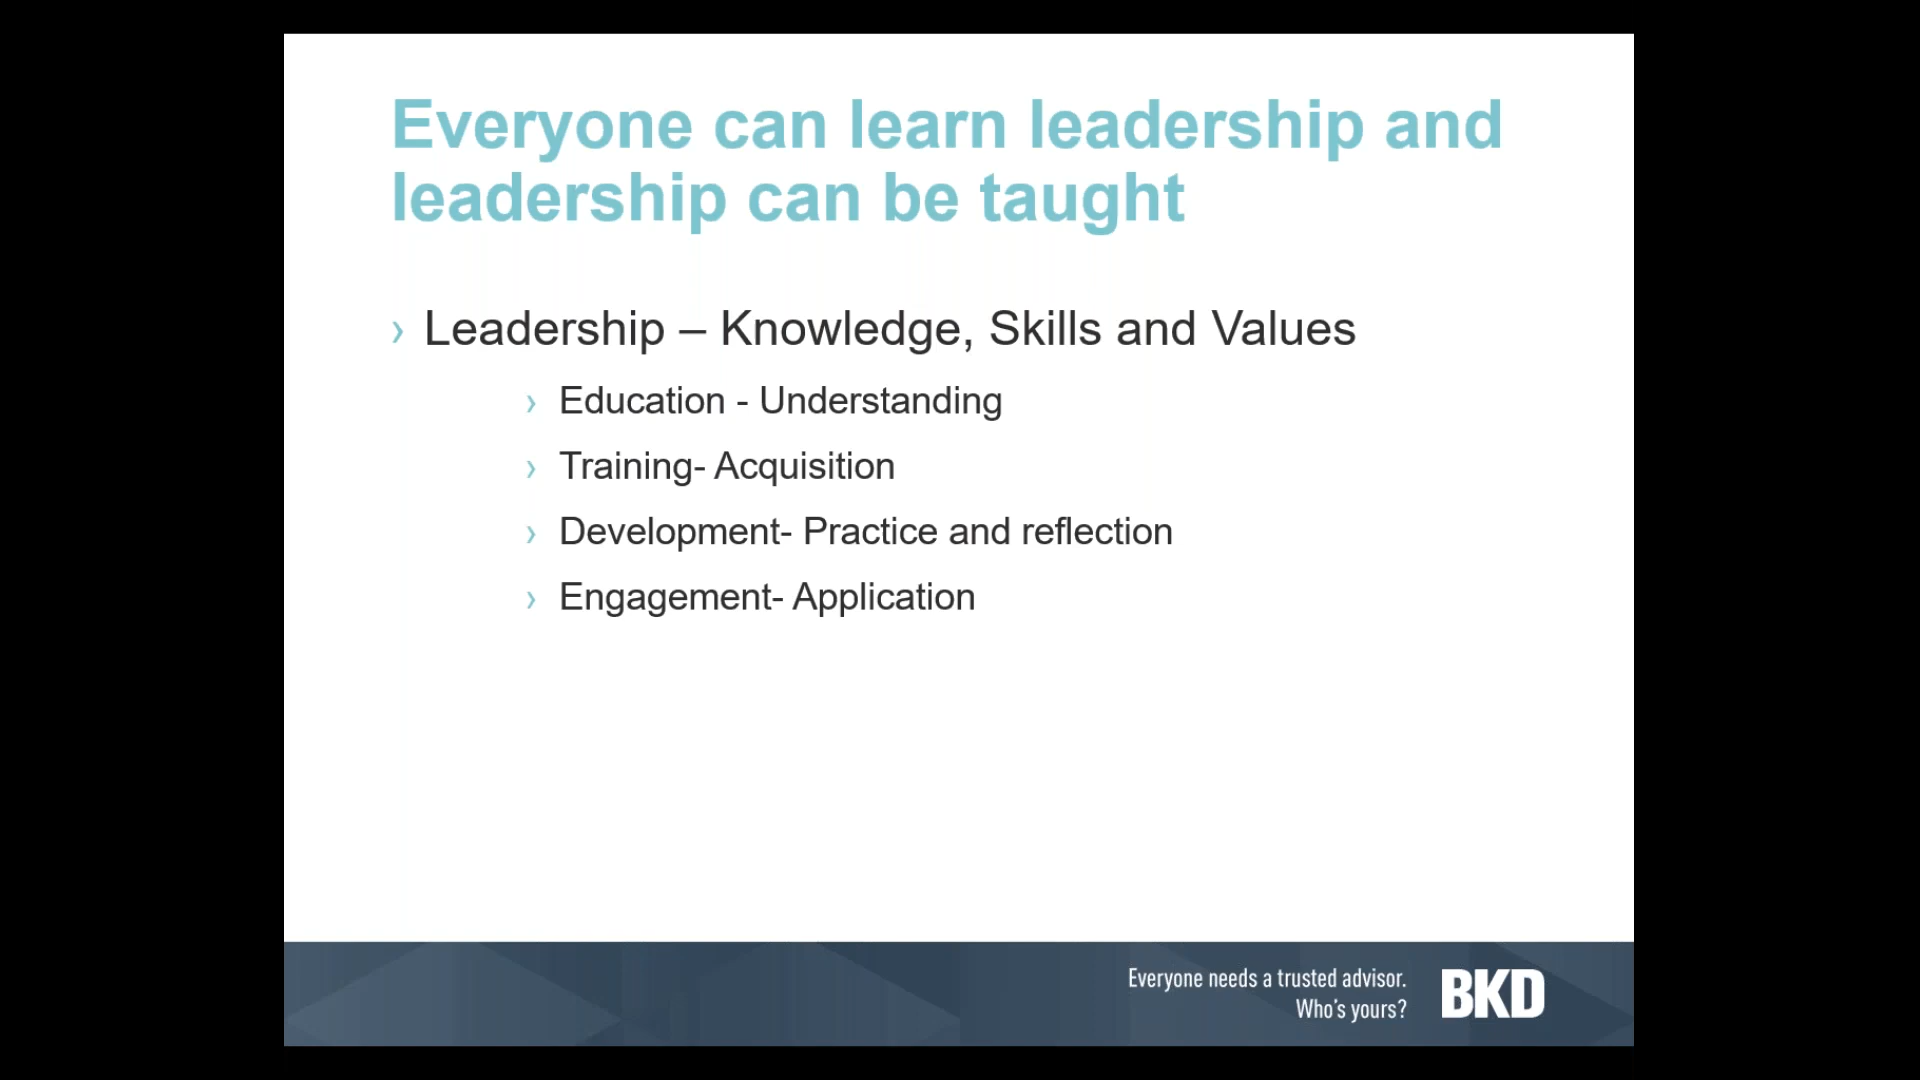 Everyone can learn leadership and
leadership can be taught
› Leadership – Knowledge, Skills and Values
› Education - Understanding
› Training- Acquisition
› Development- Practice and reflection
› Engagement- Application
Everyone needs a trusted advisor.
Who's yours?
BKD